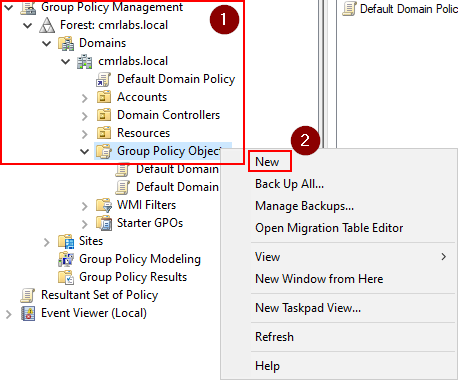 Group Policy Management
Forest: cmrlabs.local
Domains
cmrlabs.local
Default Domain Policy
Accounts
Domain Controllers
Resources
Group Policy Objec
Default Domain
Default Domain
WMI Filters
Starter GPOs
Sites
Group Policy Modeling
Group Policy Results
Resultant Set of Policy
Event Viewer (Local)
1
2
New
Back Up All...
Manage Backups...
Open Migration Table Editor
View
New Window from Here
New Taskpad View...
Refresh
Help
Default Domain Polic